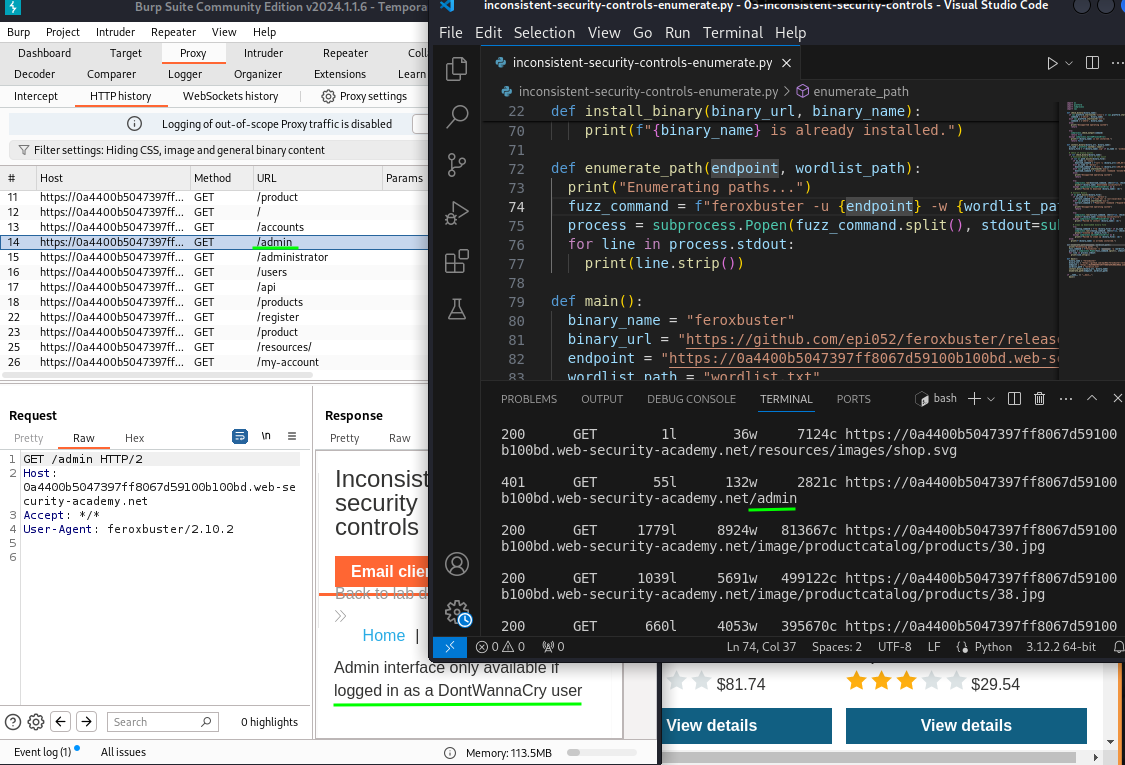 Burp Suite Community Edition v2024.1.1.6 - Tempora
Burp Project Intruder Repeater View Help
Dashboard Target Proxy Intruder Repeater
Decoder Comparer Logger Organizer Extensions Learn
Intercept HTTP history WebSockets history Proxy settings
Logging of out-of-scope Proxy traffic is disabled
Filter settings: Hiding CSS, image and general binary content
# Host Method URL Params
11 https://0a4400b5047397ff... GET /product
12 https://0a4400b5047397ff... GET /
13 https://0a4400b5047397ff... GET /accounts
14 https://0a4400b5047397ff... GET /admin
15 https://0a4400b5047397ff... GET /administrator
16 https://0a4400b5047397ff... GET /users
17 https://0a4400b5047397ff... GET /api
18 https://0a4400b5047397ff... GET /products
22 https://0a4400b5047397ff... GET /register
23 https://0a4400b5047397ff... GET /product
25 https://0a4400b5047397ff... GET /resources/
26 https://0a4400b5047397ff... GET /my-account
Request
Pretty Raw Hex \n
1 GET /admin HTTP/2
2 Host:
0a4400b5047397ff8067d59100b100bd.web-se
curity-academy.net
3 Accept: */*
4 User-Agent: feroxbuster/2.10.2
5
6
Search 0 highlights
Event log (1) All issues
Memory: 113.5MB
Response
Pretty Raw
Inconsist
security
controls
Email clien
Back to lab d
Home |
Admin interface only available if
logged in as a DontWannaCry user
inconsistent-security-controls-enumerate.py - 03-inconsistent-security-controls - Visual Studio Code
File Edit Selection View Go Run Terminal Help
inconsistent-security-controls-enumerate.py
inconsistent-security-controls-enumerate.py > enumerate_path
22 def install_binary(binary_url, binary_name):
70 print(f"{binary_name} is already installed.")
71
72 def enumerate_path(endpoint, wordlist_path):
73 print("Enumerating paths...")
74 fuzz_command = f"feroxbuster -u {endpoint} -w {wordlist_pat
75 process = subprocess.Popen(fuzz_command.split(), stdout=sub
76 for line in process.stdout:
77 print(line.strip())
78
79 def main():
80 binary_name = "feroxbuster"
81 binary_url = "https://github.com/epi052/feroxbuster/releas
82 endpoint = "https://0a4400b5047397ff8067d59100b100bd.web-s
83 wordlist_path = "wordlist.txt"
PROBLEMS OUTPUT DEBUG CONSOLE TERMINAL PORTS bash
200 GET 1l 36w 7124c https://0a4400b5047397ff8067d59100
b100bd.web-security-academy.net/resources/images/shop.svg
401 GET 55l 132w 2821c https://0a4400b5047397ff8067d59100
b100bd.web-security-academy.net/admin
200 GET 1779l 8924w 813667c https://0a4400b5047397ff8067d59100
b100bd.web-security-academy.net/image/productcatalog/products/30.jpg
200 GET 1039l 5691w 499122c https://0a4400b5047397ff8067d59100
b100bd.web-security-academy.net/image/productcatalog/products/38.jpg
200 GET 660l 4053w 395670c https://0a4400b5047397ff8067d59100
0 0 0 Ln 74, Col 37 Spaces: 2 UTF-8 LF Python 3.12.2 64-bit
$81.74 $29.54
View details View details